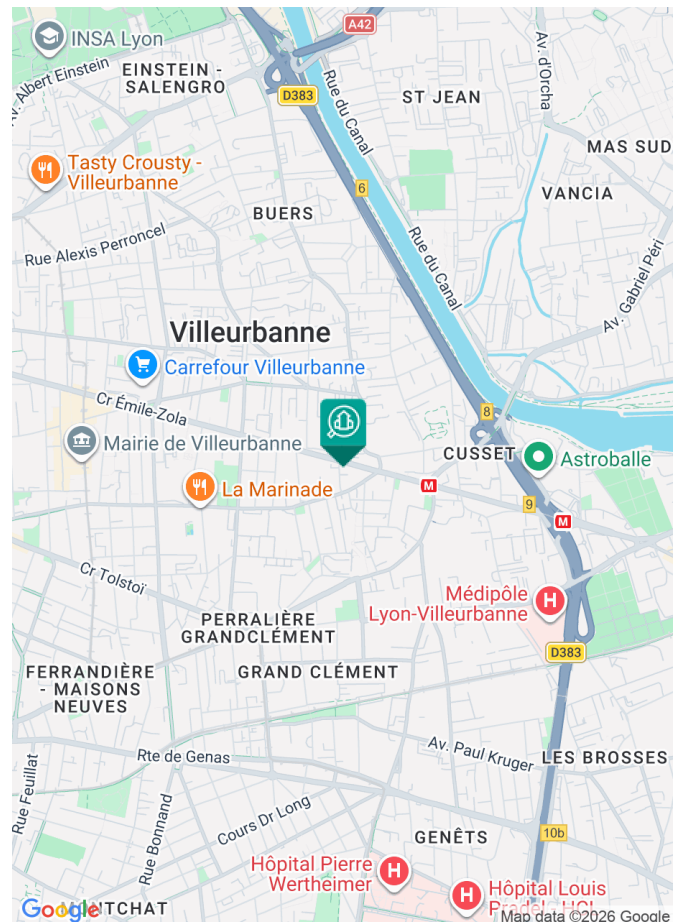 A42
INSA Lyon
EINSTEIN -
SALENGRO
Av. Albert Einstein
D383
Rue du Canal
ST JEAN
Av. d'Orcha
MAS SUD
Tasty Crousty -
Villeurbanne
6
VANCIA
BUERS
Rue Alexis Perroncel
Rue du Canal
Av. Gabriel Péri
Villeurbanne
Carrefour Villeurbanne
Cr Émile-Zola
8
Mairie de Villeurbanne
CUSSET
Astroballe
La Marinade
M
9
M
Cr Tolstoï
Médipôle
Lyon-Villeurbanne
H
PERRALIÈRE
GRANDCLÉMENT
D383
FERRANDIÈRE
- MAISONS
NEUVES
GRAND CLÉMENT
Rte de Genas
Av. Paul Kruger
LES BROSSES
Rue Feuillat
Rue Bonnand
Cours Dr Long
10b
GENÊTS
Hôpital Pierre
Wertheimer
H
H
Hôpital Louis
Pradel HCL
Google
MONTCHAT
Map data ©2026 Google